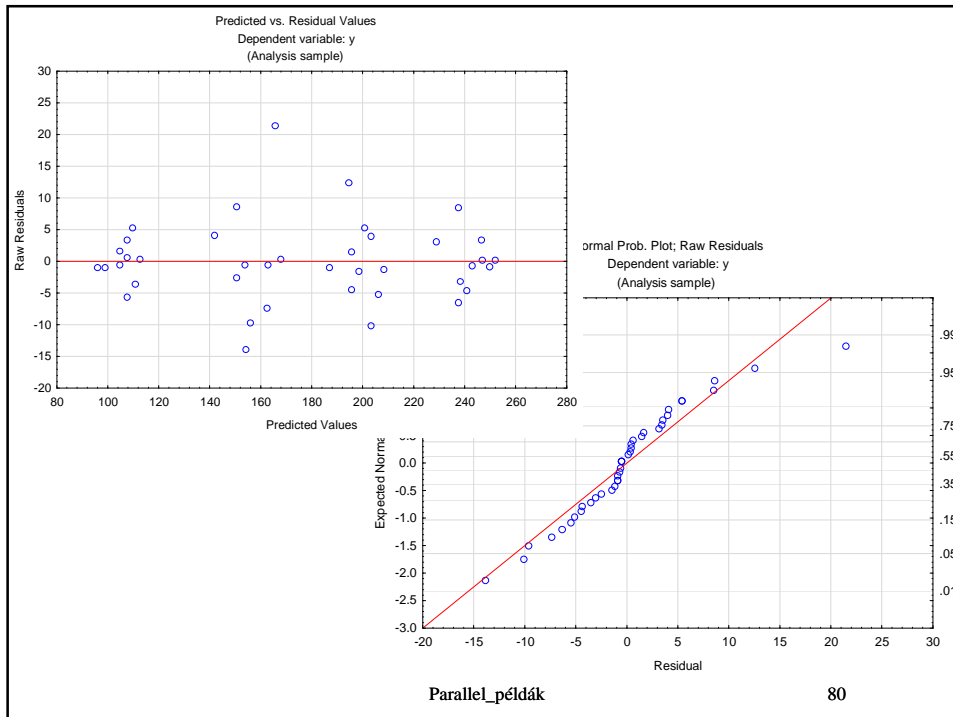 Predicted vs. Residual Values
Dependent variable: y
(Analysis sample)
30
25
20
15
10
5
0
-5
-10
-15
-20
Raw Residuals
80 100 120 140 160 180 200 220 240 260 280
Predicted Values
ormal Prob. Plot; Raw Residuals
Dependent variable: y
(Analysis sample)
0.0
-0.5
-1.0
-1.5
-2.0
-2.5
-3.0
Expected Norma
.99
.95
.75
.55
.35
.15
.05
.01
-20 -15 -10 -5 0 5 10 15 20 25 30
Residual
Parallel_példák 80